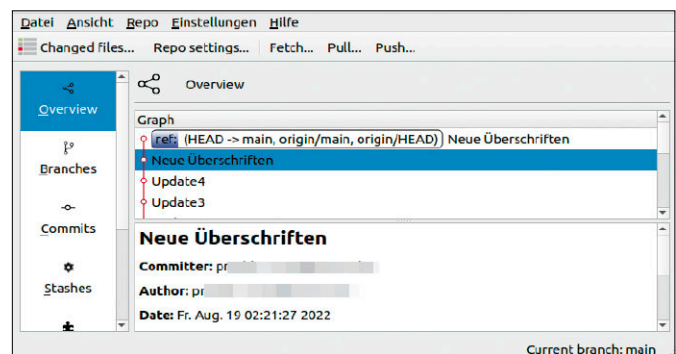 Datei Ansicht Repo Einstellungen Hilfe
Changed files... Repo settings... Fetch... Pull... Push...
Overview
Overview
Graph
ref: (HEAD -> main, origin/main, origin/HEAD) Neue Überschriften
Neue Überschriften
Branches
Update4
Update3
Commits
Neue Überschriften
Committer:
Stashes
Author:
Date: Fr. Aug. 19 02:21:27 2022
Current branch: main